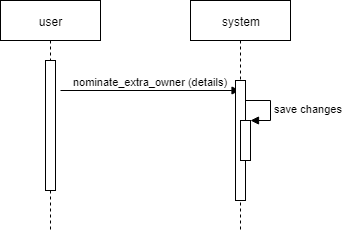 user
system
nominate_extra_owner (details)
save changes